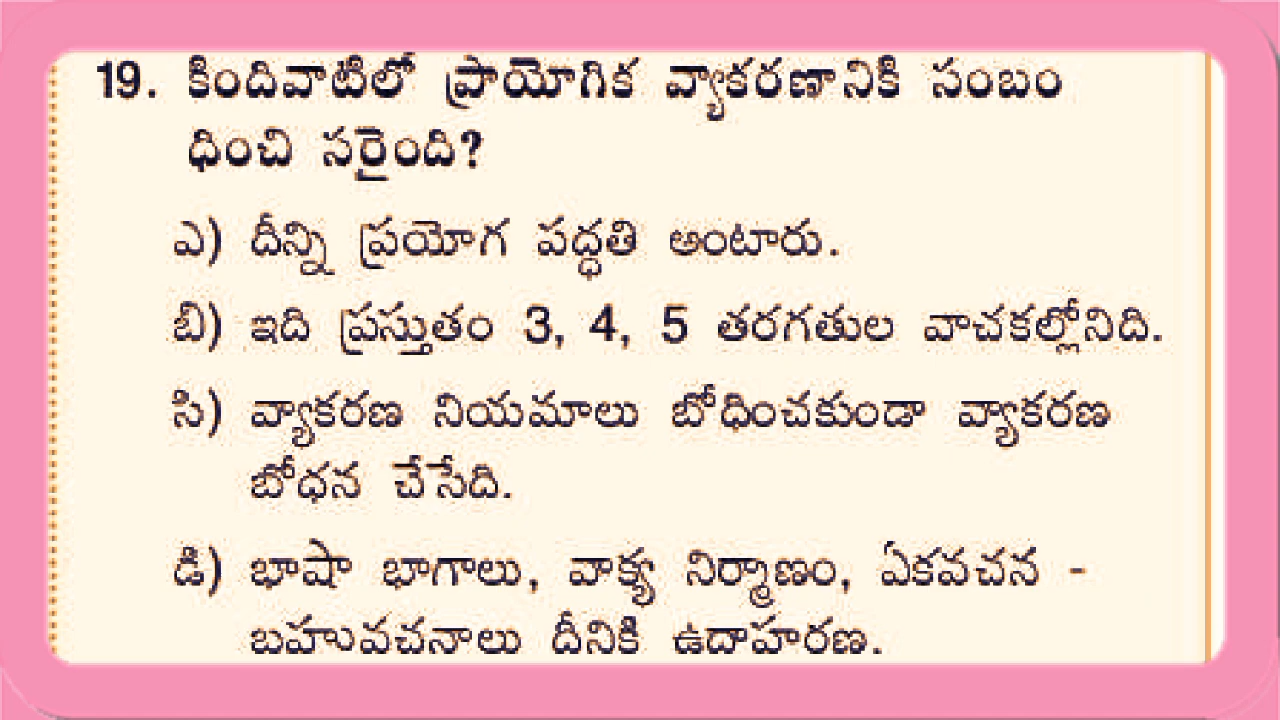 19. కిందివాటిలో ప్రాయోగిక వ్యాకరణానికి సంబం
ధించి సరైంది?
ఎ) దీన్ని ప్రయోగ పద్ధతి అంటారు.
బి) ఇది ప్రస్తుతం 3, 4, 5 తరగతుల వాచకల్లోనిది.
సి) వ్యాకరణ నియమాలు బోధించకుండా వ్యాకరణ
బోధన చేసేది.
డి) భాషా భాగాలు, వాక్య నిర్మాణం, ఏకవచన -
బహువచనాలు దీనికి ఉదాహరణ.